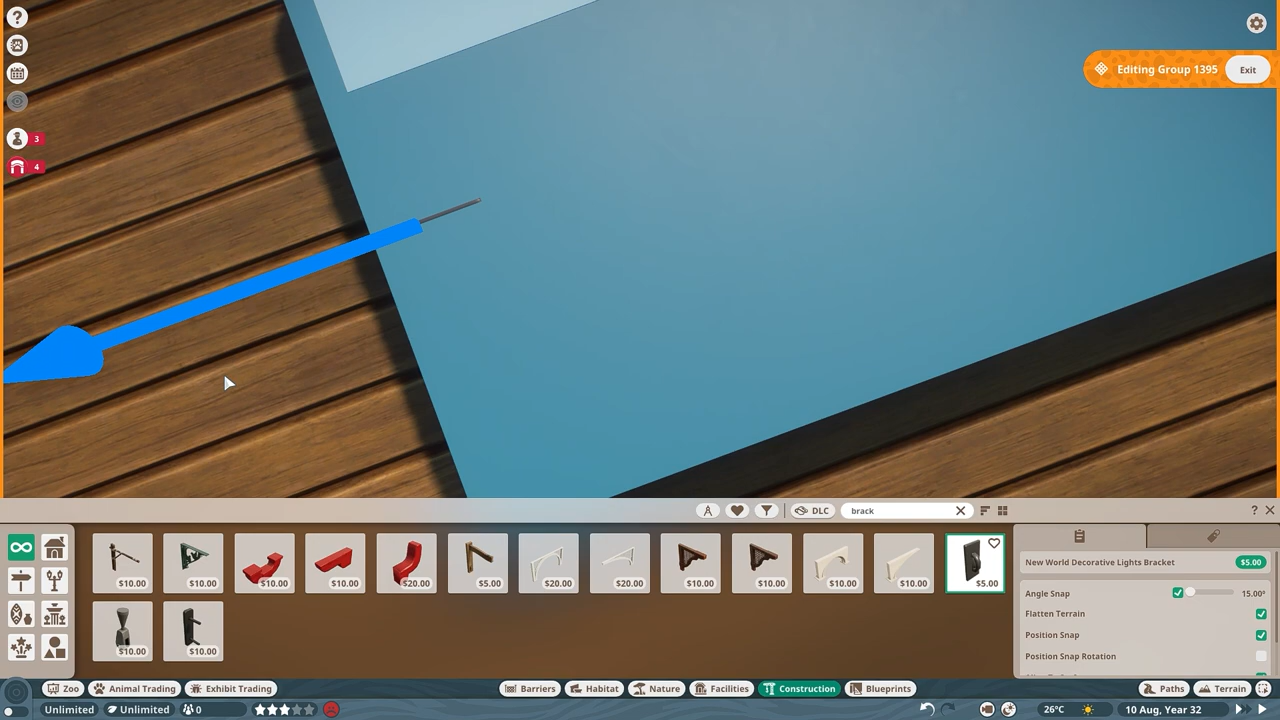 ?
Editing Group 1395 Exit
3
4
DLC brack ? ✕
$10.00 $10.00 $10.00 $10.00 $20.00 $5.00 $20.00 $20.00 $10.00 $10.00 $10.00 $10.00 $5.00
$10.00 $10.00
New World Decorative Lights Bracket $5.00
Angle Snap 15.00°
Flatten Terrain
Position Snap
Position Snap Rotation
Zoo Animal Trading Exhibit Trading Barriers Habitat Nature Facilities Construction Blueprints Paths Terrain
Unlimited Unlimited 0 26°C 10 Aug, Year 32